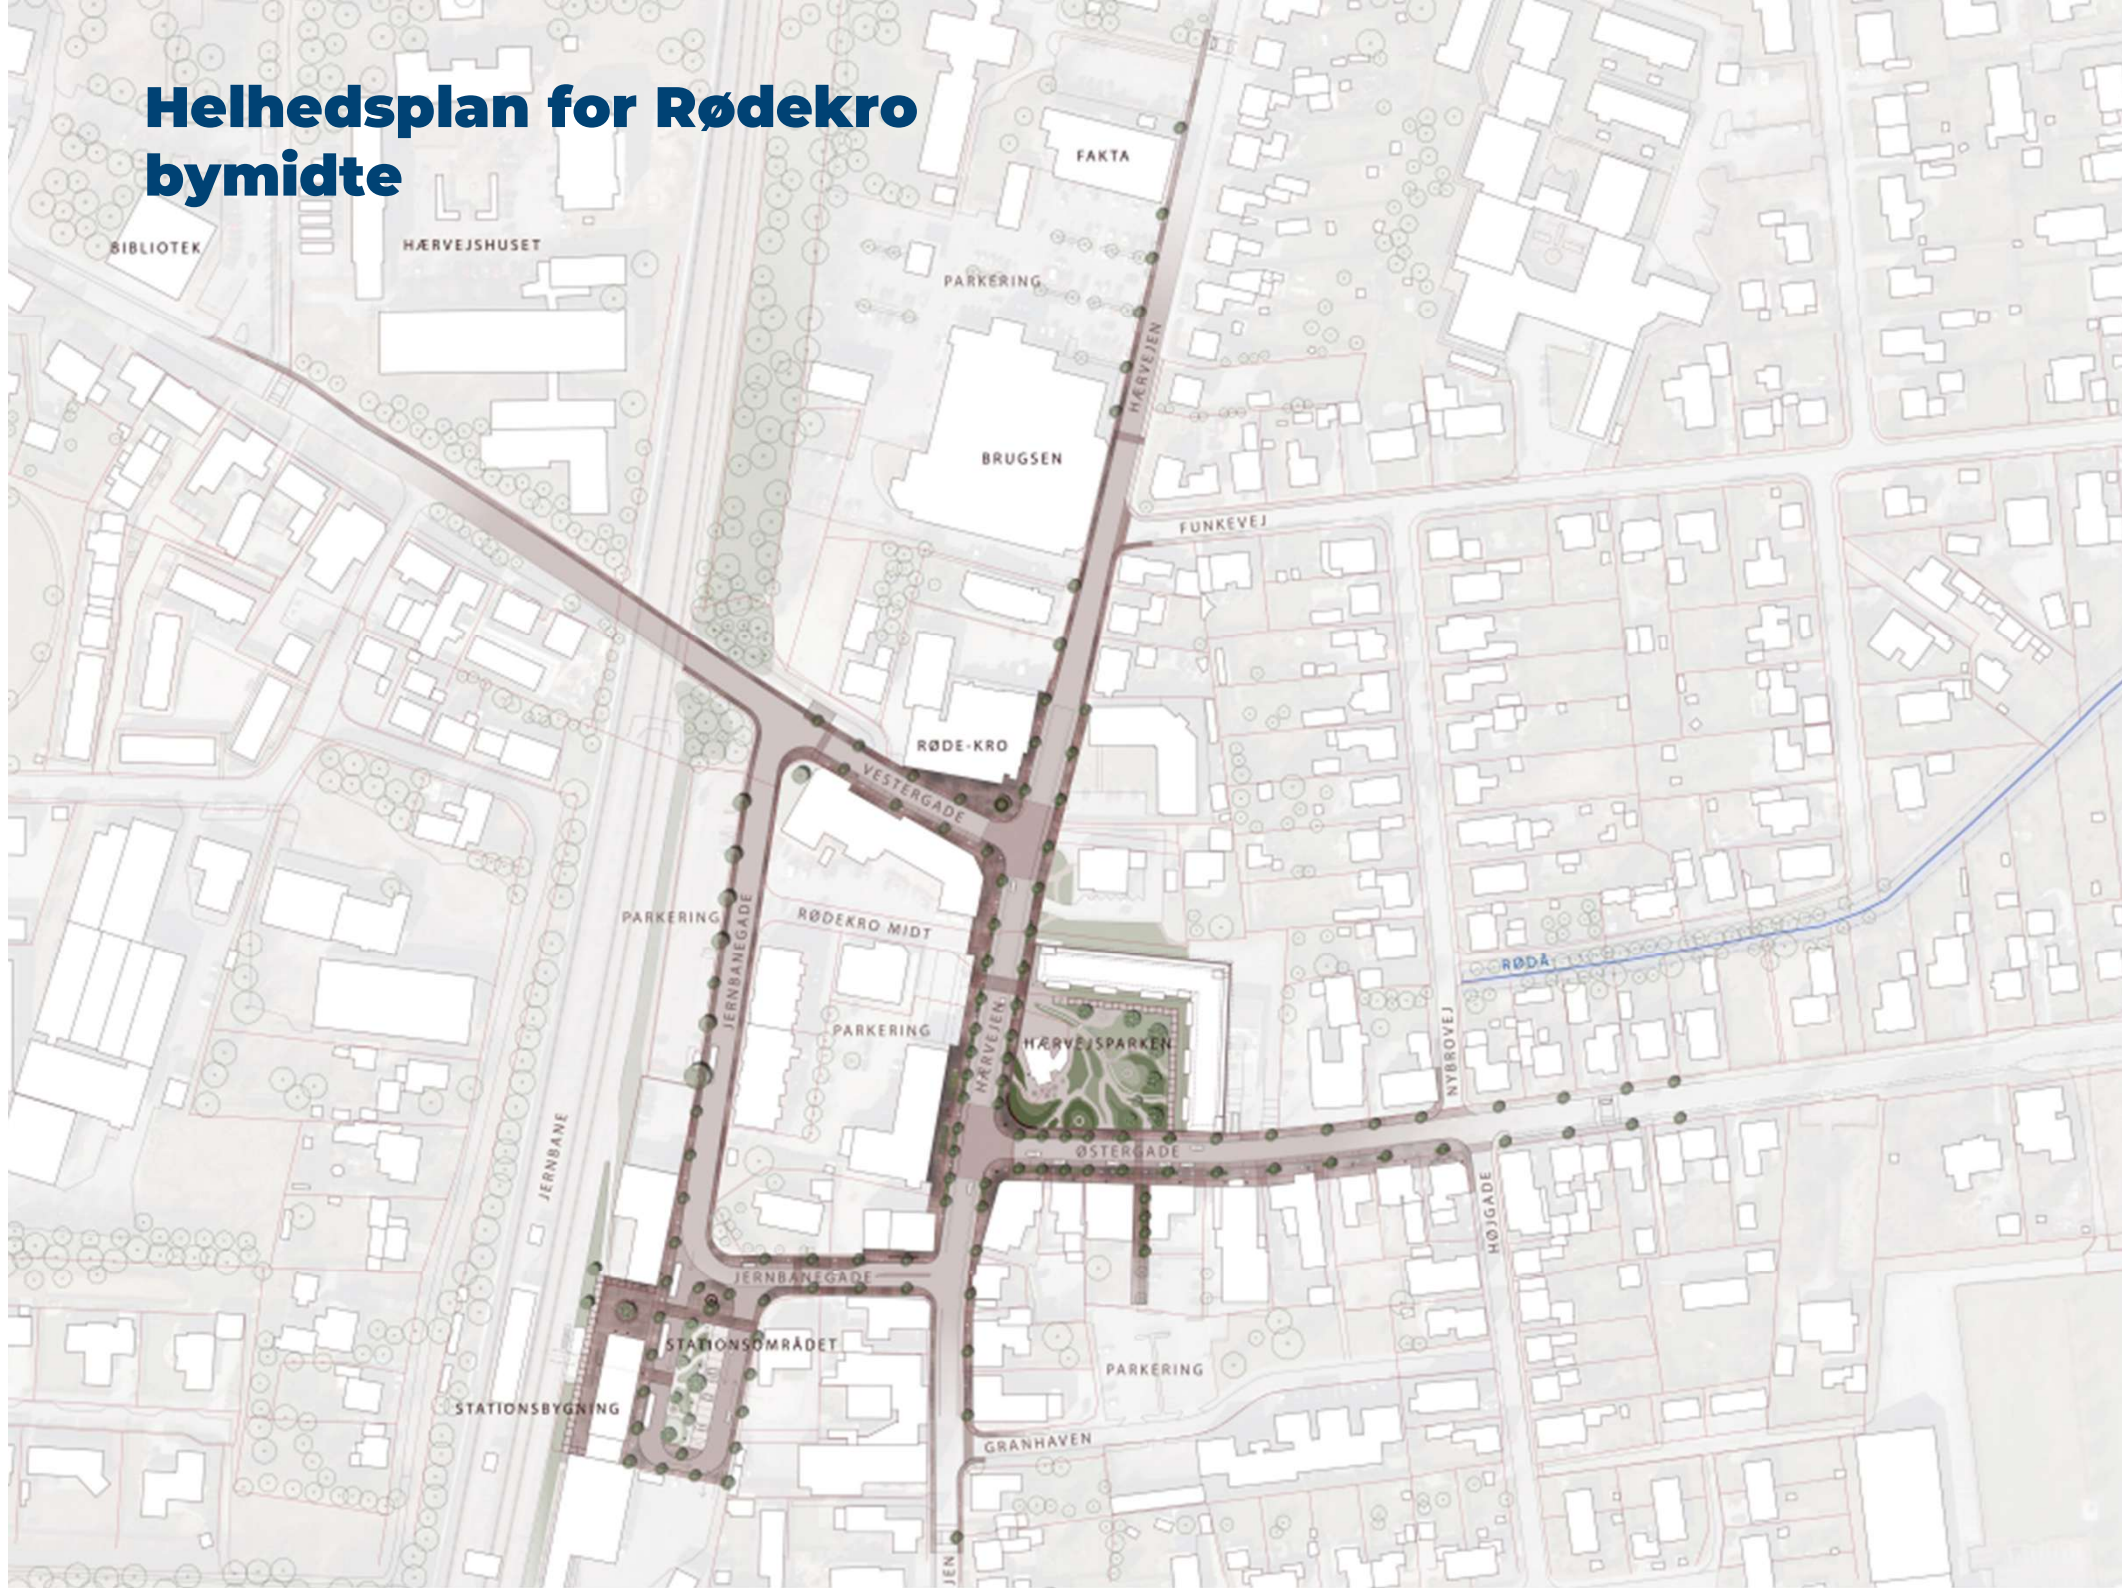 Helhedsplan for Rødekro
bymidte
FAKTA
BIBLIOTEK
HÆRVEJSHUSET
PARKERING
HÆRVEJEN
BRUGSEN
FUNKEVEJ
RØDE-KRO
VESTERGADE
PARKERING
JERNBANEGADE
RØDEKRO MIDT
RØDÅ
PARKERING
HÆRVEJEN
HÆRVEJSPARKEN
NYBROVEJ
JERNBANE
ØSTERGADE
HØJGADE
JERNBANEGADE
STATIONSOMRÅDET
PARKERING
STATIONSBYGNING
GRANHAVEN
JEN